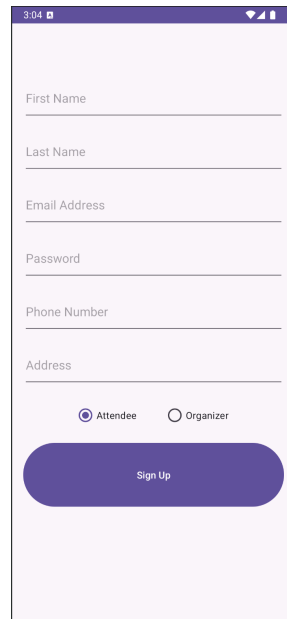 3:04
First Name
Last Name
Email Address
Password
Phone Number
Address
Attendee Organizer
Sign Up